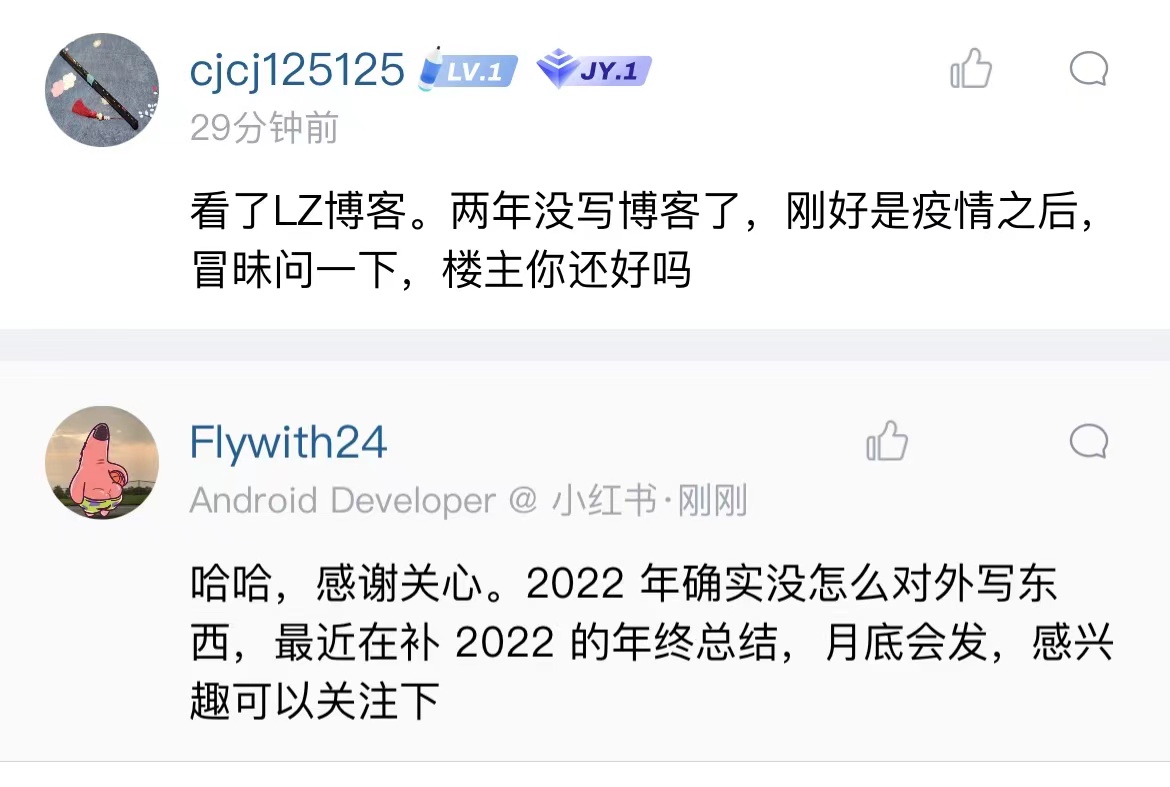 cjcj125125 LV.1 JY.1
29分钟前
看了LZ博客。两年没写博客了，刚好是疫情之后，
冒昧问一下，楼主你还好吗
Flywith24
Android Developer @ 小红书·刚刚
哈哈，感谢关心。2022 年确实没怎么对外写东
西，最近在补 2022 的年终总结，月底会发，感兴
趣可以关注下